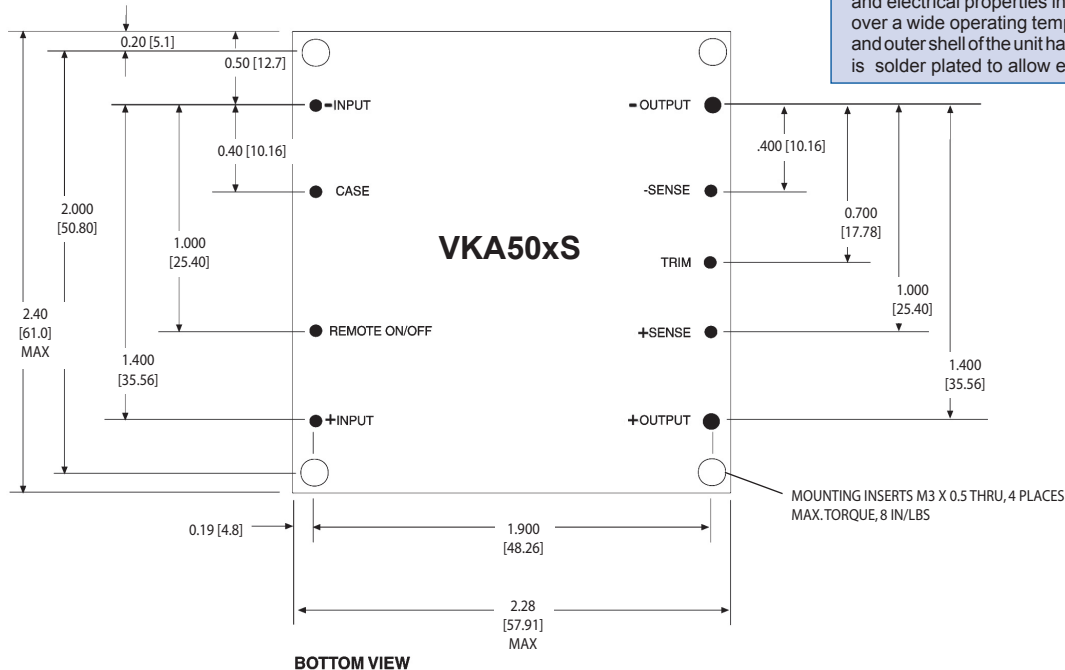 and electrical properties in
over a wide operating temp
and outer shell of the unit ha
is solder plated to allow e
0.20 [5.1]
0.50 [12.7]
-INPUT
-OUTPUT
0.40 [10.16]
.400 [10.16]
CASE
-SENSE
2.000
[50.80]
0.700
[17.78]
1.000
[25.40]
VKA50xS
TRIM
1.000
[25.40]
2.40
[61.0]
MAX
REMOTE ON/OFF
+SENSE
1.400
[35.56]
1.400
[35.56]
+INPUT
+OUTPUT
MOUNTING INSERTS M3 X 0.5 THRU, 4 PLACES
MAX. TORQUE, 8 IN/LBS
0.19 [4.8]
1.900
[48.26]
2.28
[57.91]
MAX
BOTTOM VIEW